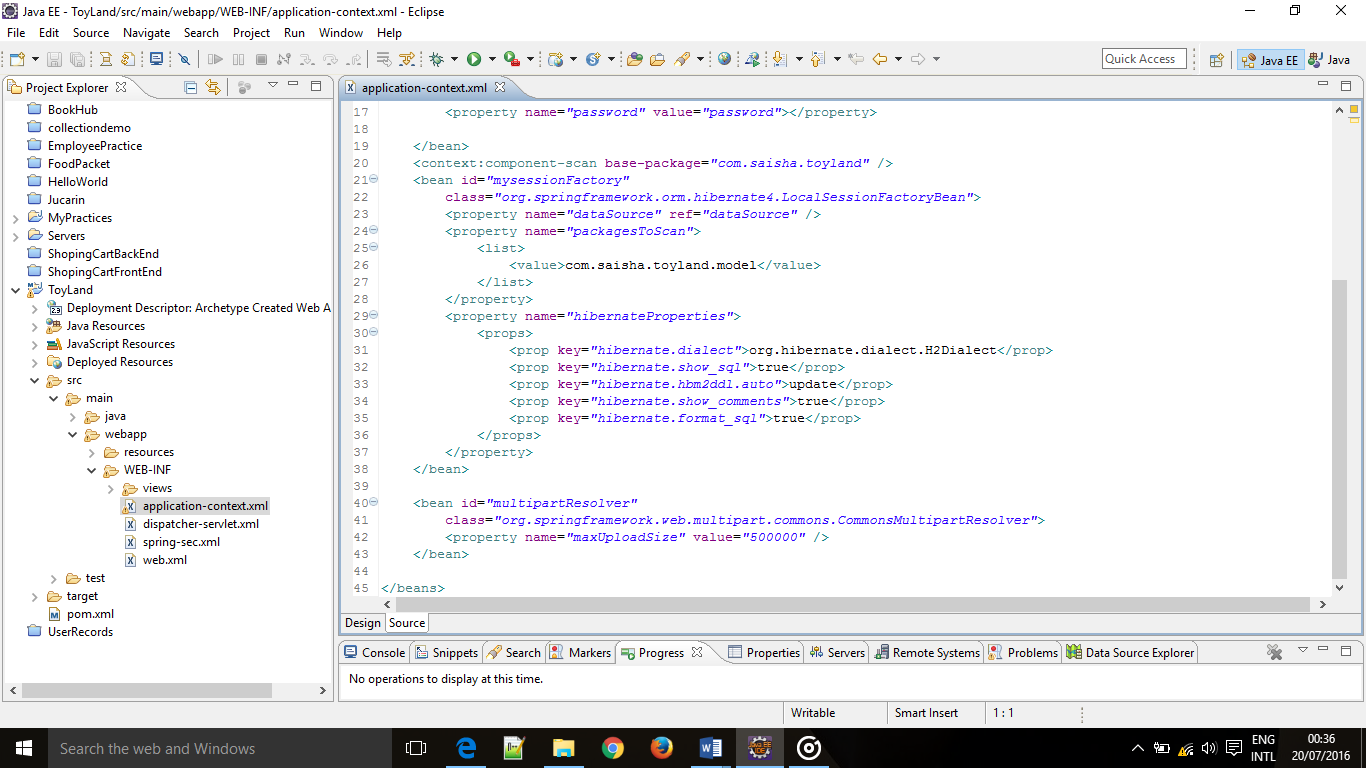 Java EE - ToyLand/src/main/webapp/WEB-INF/application-context.xml - Eclipse
File Edit Source Navigate Search Project Run Window Help
Quick Access
Java EE
Java
Project Explorer
BookHub
collectiondemo
EmployeePractice
FoodPacket
HelloWorld
Jucarin
MyPractices
Servers
ShopingCartBackEnd
ShopingCartFrontEnd
ToyLand
Deployment Descriptor: Archetype Created Web A
Java Resources
JavaScript Resources
Deployed Resources
src
main
java
webapp
resources
WEB-INF
views
application-context.xml
dispatcher-servlet.xml
spring-sec.xml
web.xml
test
target
pom.xml
UserRecords
application-context.xml
17 <property name="password" value="password"></property>
18
19 </bean>
20 <context:component-scan base-package="com.saisha.toyland" />
21 <bean id="mysessionFactory"
22 class="org.springframework.orm.hibernate4.LocalSessionFactoryBean">
23 <property name="dataSource" ref="dataSource" />
24 <property name="packagesToScan">
25 <list>
26 <value>com.saisha.toyland.model</value>
27 </list>
28 </property>
29 <property name="hibernateProperties">
30 <props>
31 <prop key="hibernate.dialect">org.hibernate.dialect.H2Dialect</prop>
32 <prop key="hibernate.show_sql">true</prop>
33 <prop key="hibernate.hbm2ddl.auto">update</prop>
34 <prop key="hibernate.show_comments">true</prop>
35 <prop key="hibernate.format_sql">true</prop>
36 </props>
37 </property>
38 </bean>
39
40 <bean id="multipartResolver"
41 class="org.springframework.web.multipart.commons.CommonsMultipartResolver">
42 <property name="maxUploadSize" value="500000" />
43 </bean>
44
45 </beans>
Design Source
Console Snippets Search Markers Progress Properties Servers Remote Systems Problems Data Source Explorer
No operations to display at this time.
Writable Smart Insert 1 : 1
Search the web and Windows
ENG
INTL
00:36
20/07/2016